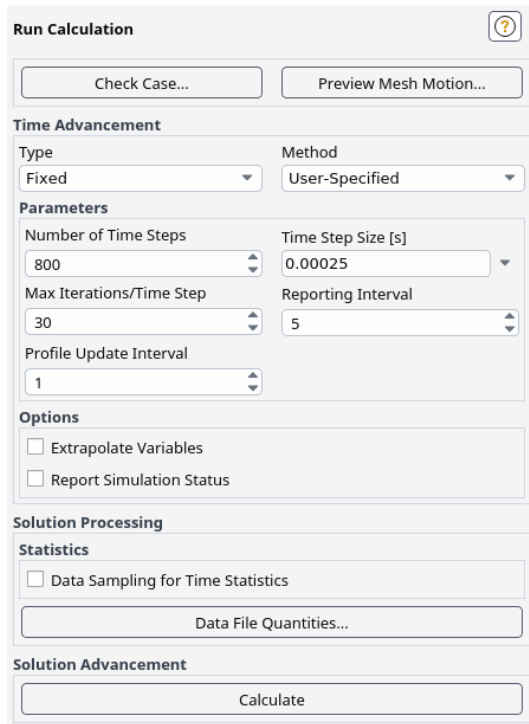 Run Calculation
?
Check Case...
Preview Mesh Motion...
Time Advancement
Type
Method
Fixed
User-Specified
Parameters
Number of Time Steps
Time Step Size [s]
800
0.00025
Max Iterations/Time Step
Reporting Interval
30
5
Profile Update Interval
1
Options
Extrapolate Variables
Report Simulation Status
Solution Processing
Statistics
Data Sampling for Time Statistics
Data File Quantities...
Solution Advancement
Calculate